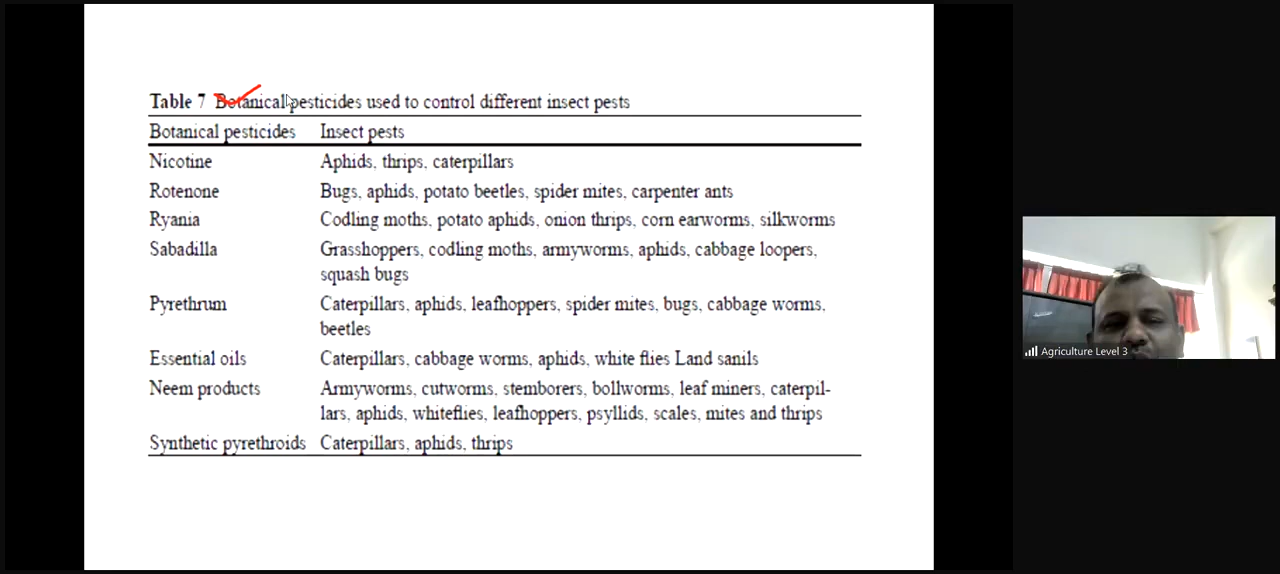 Table 7 Botanical pesticides used to control different insect pests
Botanical pesticides Insect pests
Nicotine Aphids, thrips, caterpillars
Rotenone Bugs, aphids, potato beetles, spider mites, carpenter ants
Ryania Codling moths, potato aphids, onion thrips, corn earworms, silkworms
Sabadilla Grasshoppers, codling moths, armyworms, aphids, cabbage loopers,
squash bugs
Pyrethrum Caterpillars, aphids, leafhoppers, spider mites, bugs, cabbage worms,
beetles
Essential oils Caterpillars, cabbage worms, aphids, white flies Land sanils
Neem products Armyworms, cutworms, stemborers, bollworms, leaf miners, caterpil-
lars, aphids, whiteflies, leafhoppers, psyllids, scales, mites and thrips
Synthetic pyrethroids Caterpillars, aphids, thrips
Agriculture Level 3